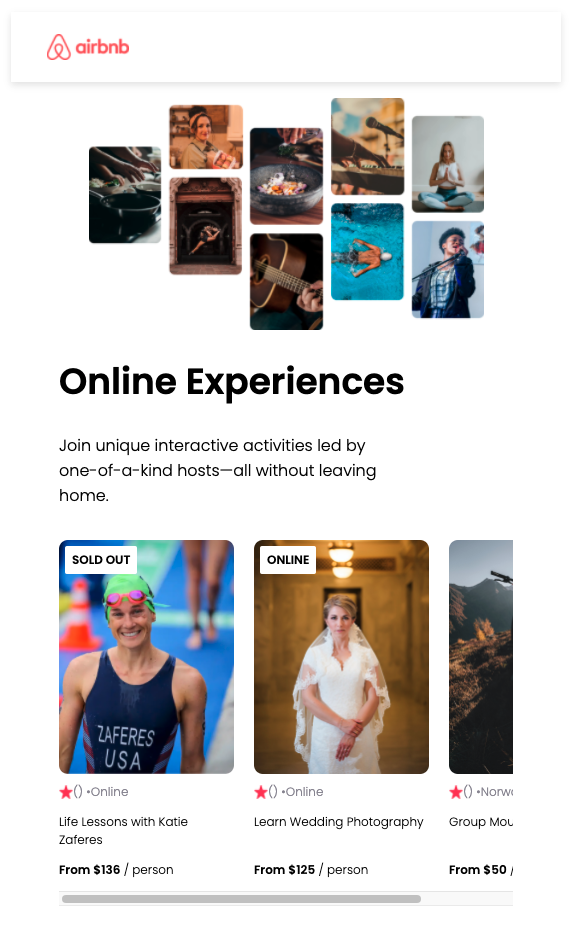 airbnb
Online Experiences
Join unique interactive activities led by
one-of-a-kind hosts—all without leaving
home.
SOLD OUT
ZAFERES
USA
() •Online
Life Lessons with Katie
Zaferes
From $136 / person
ONLINE
() •Online
Learn Wedding Photography
From $125 / person
() •Norw
Group Mou
From $50 /